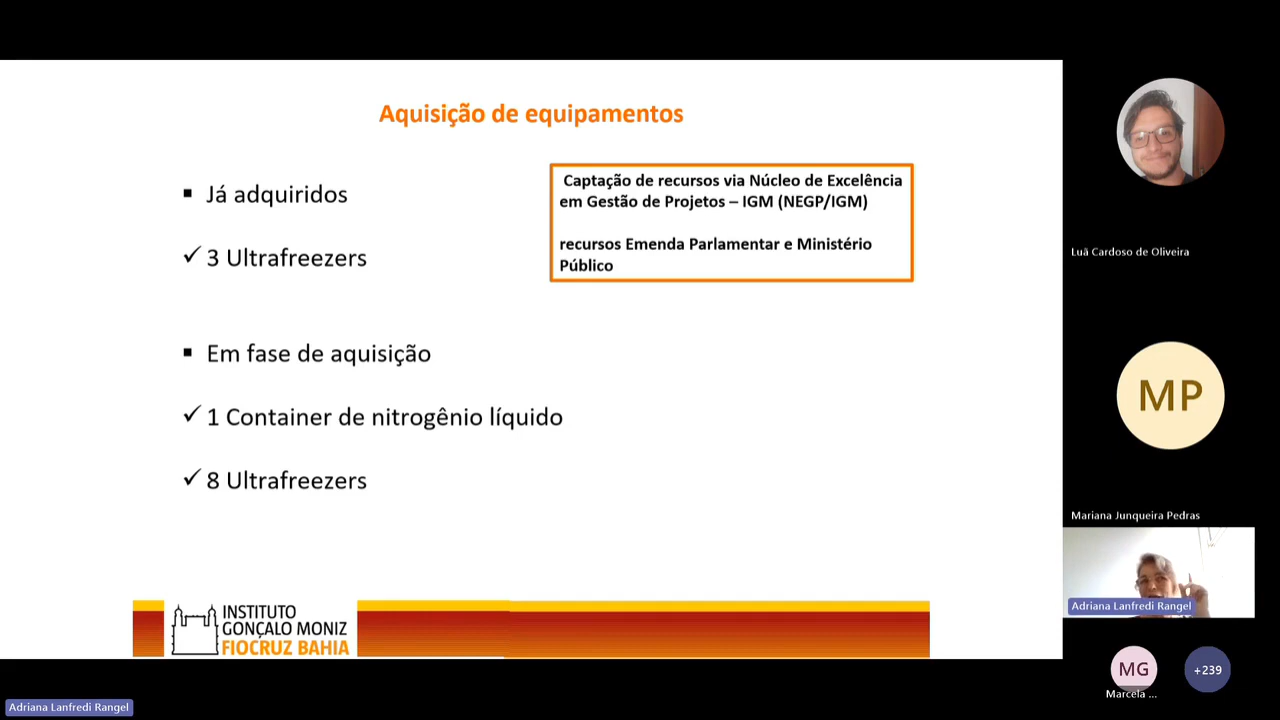 Aquisição de equipamentos
▪ Já adquiridos
✓ 3 Ultrafreezers
Captação de recursos via Núcleo de Excelência
em Gestão de Projetos – IGM (NEGP/IGM)
recursos Emenda Parlamentar e Ministério
Público
▪ Em fase de aquisição
✓ 1 Container de nitrogênio líquido
✓ 8 Ultrafreezers
INSTITUTO
GONÇALO MONIZ
FIOCRUZ BAHIA
Luã Cardoso de Oliveira
MP
Mariana Junqueira Pedras
Adriana Lanfredi Rangel
MG
Marcela ...
+239
Adriana Lanfredi Rangel